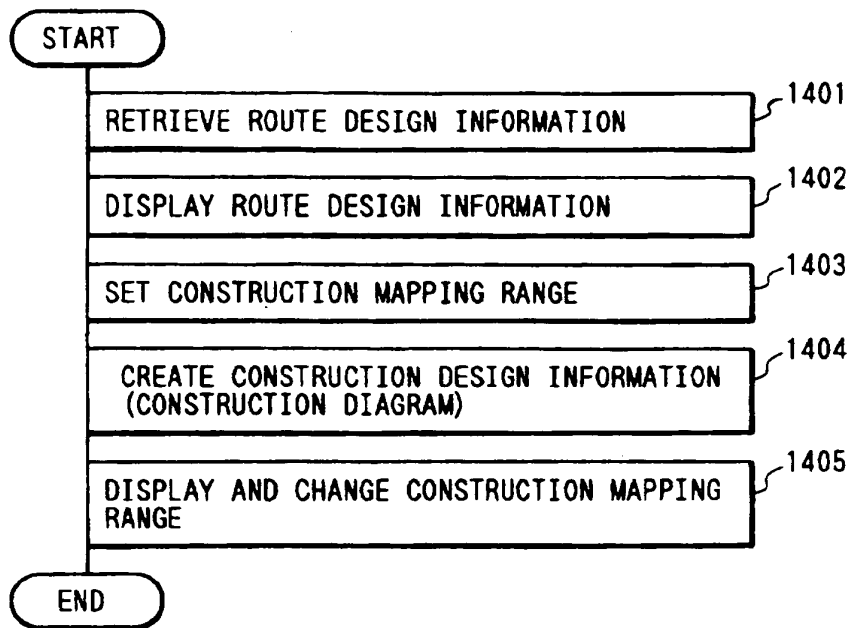 START
1401
RETRIEVE ROUTE DESIGN INFORMATION
1402
DISPLAY ROUTE DESIGN INFORMATION
1403
SET CONSTRUCTION MAPPING RANGE
1404
CREATE CONSTRUCTION DESIGN INFORMATION
(CONSTRUCTION DIAGRAM)
1405
DISPLAY AND CHANGE CONSTRUCTION MAPPING
RANGE
END